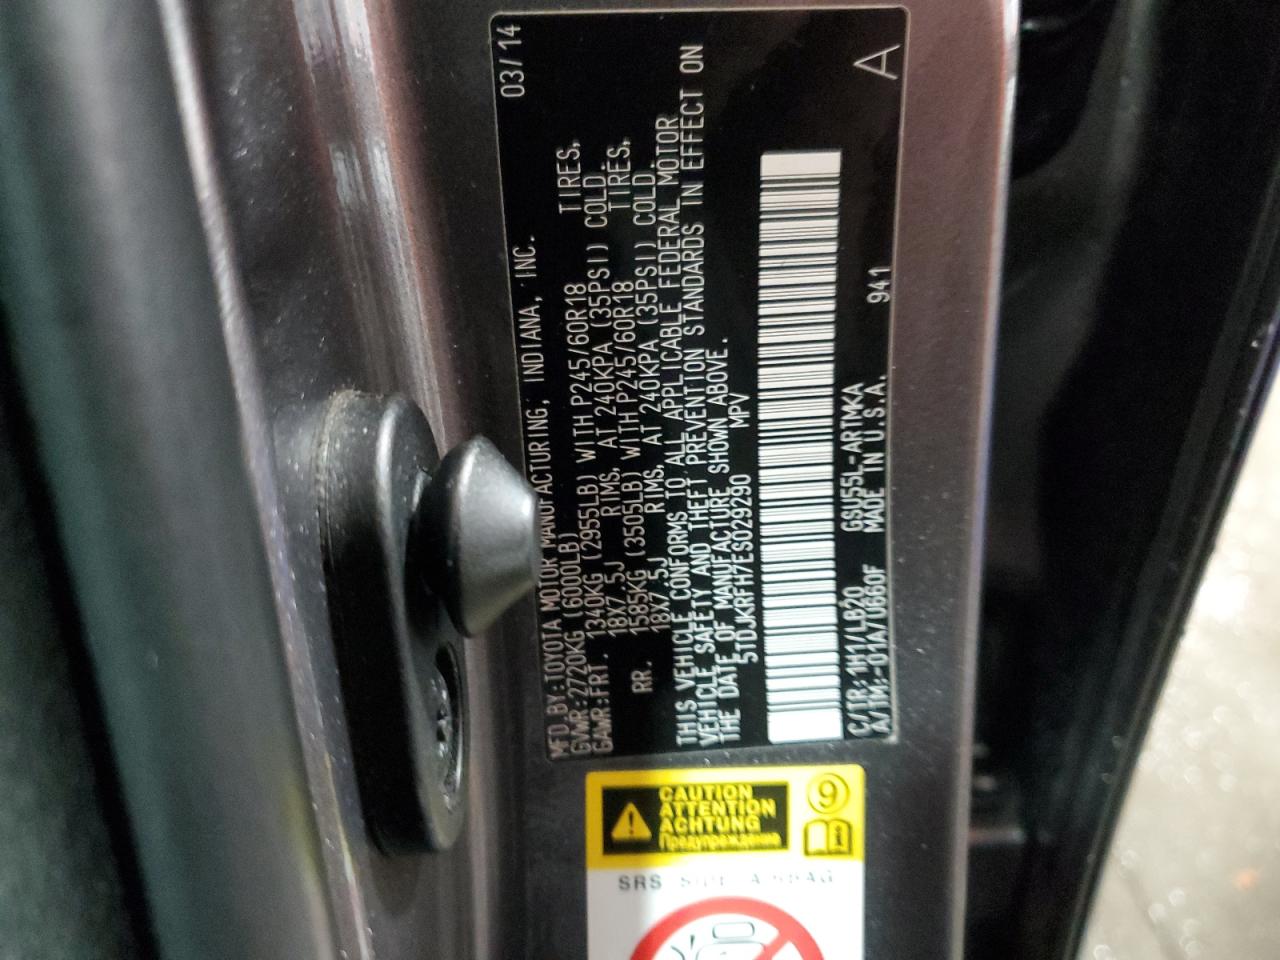 MFD.BY:TOYOTA MOTOR MANUFACTURING, INDIANA, INC. 03/14
GVWR:2720KG (6000LB)
GAWR:FRT. 1340KG (2955LB) WITH P245/60R18 TIRES,
18X7.5J RIMS, AT 240KPA (35PSI) COLD.
RR. 1585KG (3505LB) WITH P245/60R18 TIRES,
18X7.5J RIMS, AT 240KPA (35PSI) COLD.
THIS VEHICLE CONFORMS TO ALL APPLICABLE FEDERAL MOTOR
VEHICLE SAFETY AND THEFT PREVENTION STANDARDS IN EFFECT ON
THE DATE OF MANUFACTURE SHOWN ABOVE.
5TDJKRFH7ES029290 MPV
C/TR:1H1/LB20 GSU55L-ARTMKA
A/TM:-01A/U660F MADE IN U.S.A. 941 A
CAUTION
ATTENTION
ACHTUNG
Предупреждение
9
i
SRS SIDE AIRBAG